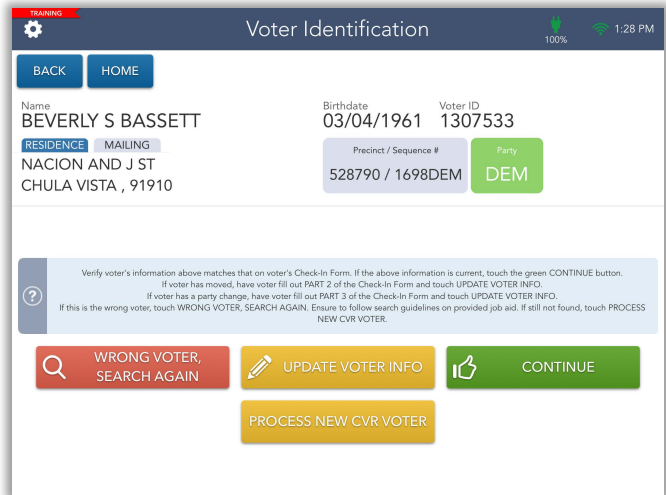 TRAINING
Voter Identification
100%
1:28 PM
BACK HOME
Name
BEVERLY S BASSETT
Birthdate
03/04/1961
Voter ID
1307533
RESIDENCE MAILING
NACION AND J ST
CHULA VISTA , 91910
Precinct / Sequence #
528790 / 1698DEM
Party
DEM
?
Verify voter's information above matches that on voter's Check-In Form. If the above information is current, touch the green CONTINUE button.
If voter has moved, have voter fill out PART 2 of the Check-In Form and touch UPDATE VOTER INFO.
If voter has a party change, have voter fill out PART 3 of the Check-In Form and touch UPDATE VOTER INFO.
If this is the wrong voter, touch WRONG VOTER, SEARCH AGAIN. Ensure to follow search guidelines on provided job aid. If still not found, touch PROCESS
NEW CVR VOTER.
WRONG VOTER,
SEARCH AGAIN
UPDATE VOTER INFO
CONTINUE
PROCESS NEW CVR VOTER